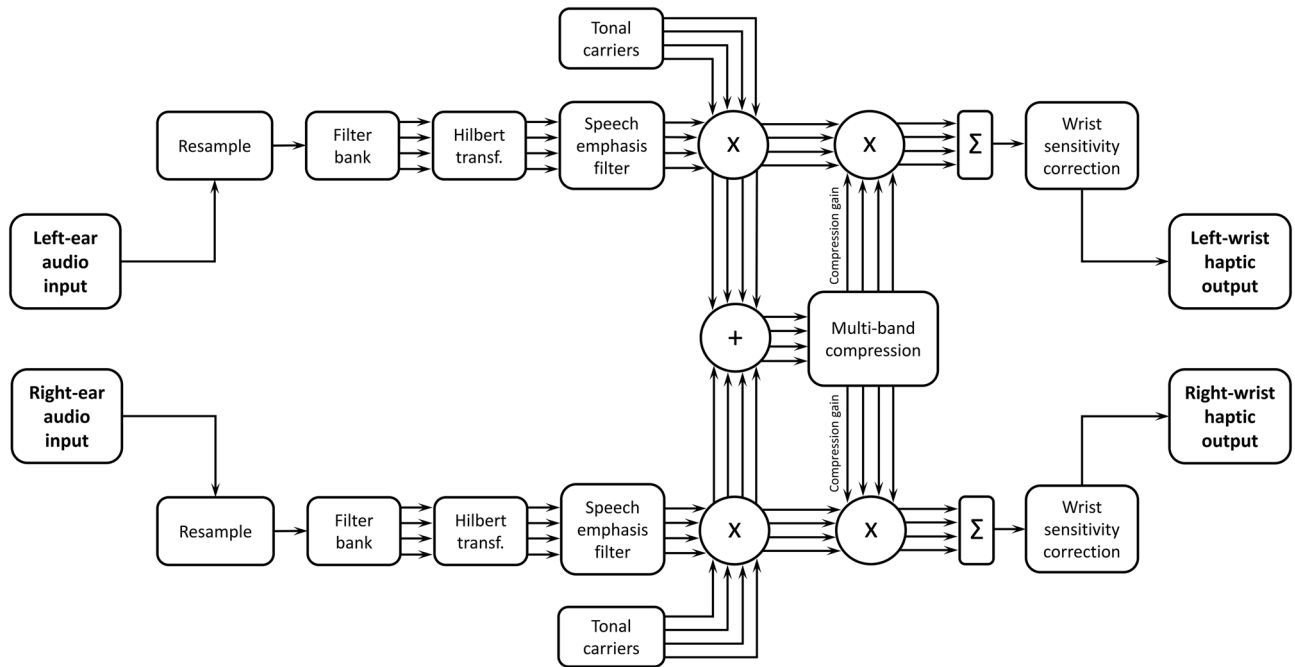 Tonal
carriers
Resample
Filter
bank
Hilbert
transf.
Speech
emphasis
filter
X
X
Σ
Wrist
sensitivity
correction
Left-ear
audio
input
Compression gain
Left-wrist
haptic
output
+
Multi-band
compression
Right-ear
audio
input
Compression gain
Right-wrist
haptic
output
Resample
Filter
bank
Hilbert
transf.
Speech
emphasis
filter
X
X
Σ
Wrist
sensitivity
correction
Tonal
carriers